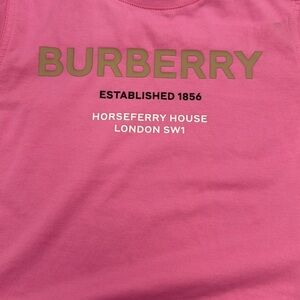 BURBERRY
ESTABLISHED 1856
HORSEFERRY HOUSE
LONDON SW1